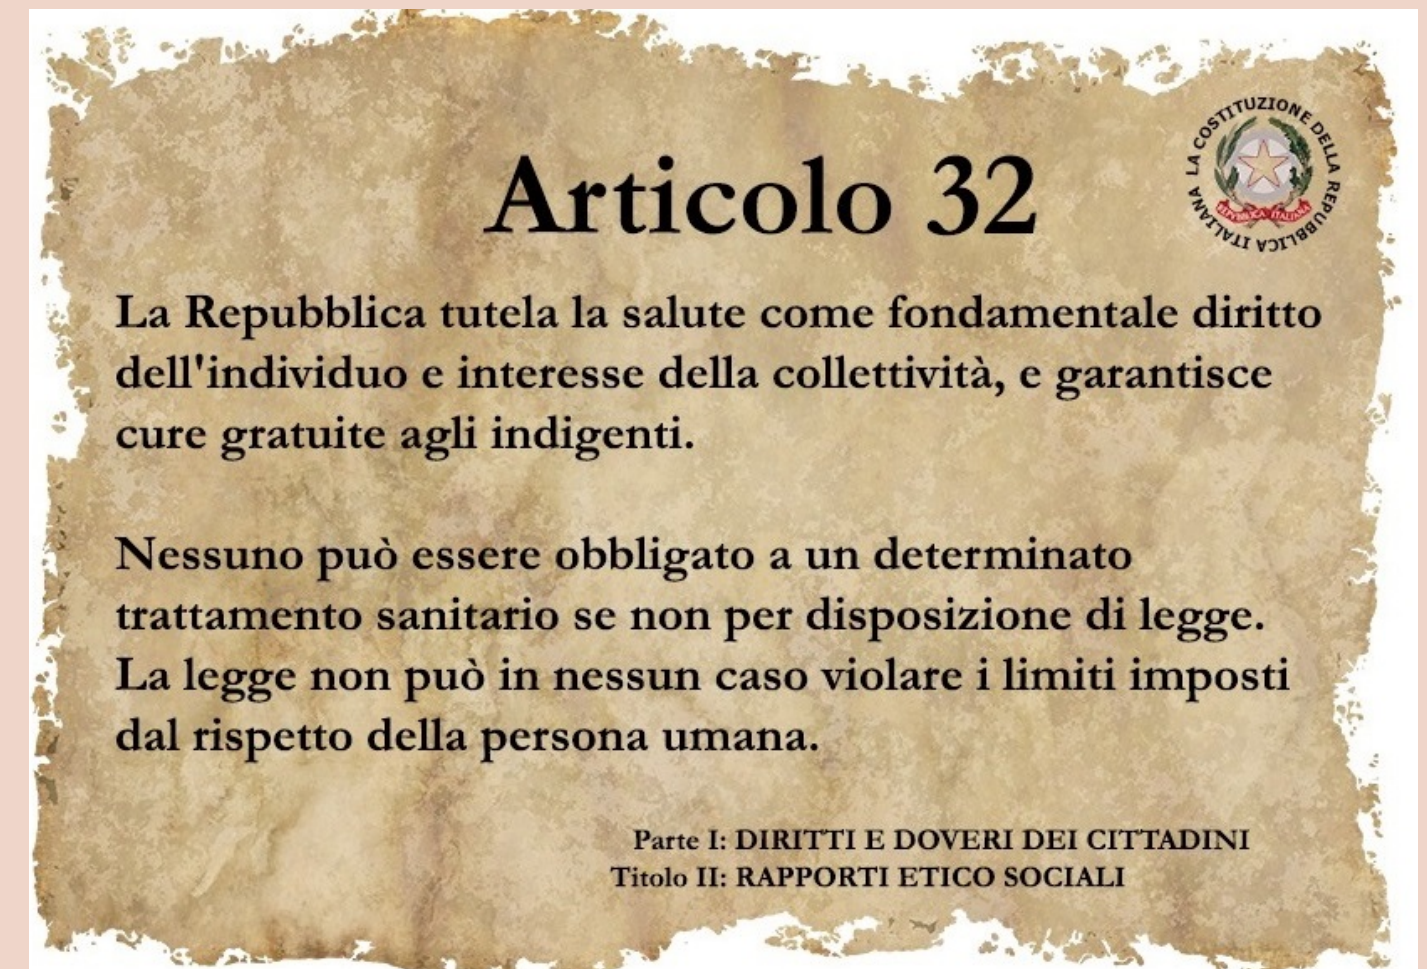 Articolo 32
LA COSTITUZIONE DELLA REPUBBLICA ITALIANA
REPVBBLICA ITALIANA
La Repubblica tutela la salute come fondamentale diritto
dell'individuo e interesse della collettività, e garantisce
cure gratuite agli indigenti.
Nessuno può essere obbligato a un determinato
trattamento sanitario se non per disposizione di legge.
La legge non può in nessun caso violare i limiti imposti
dal rispetto della persona umana.
Parte I: DIRITTI E DOVERI DEI CITTADINI
Titolo II: RAPPORTI ETICO SOCIALI